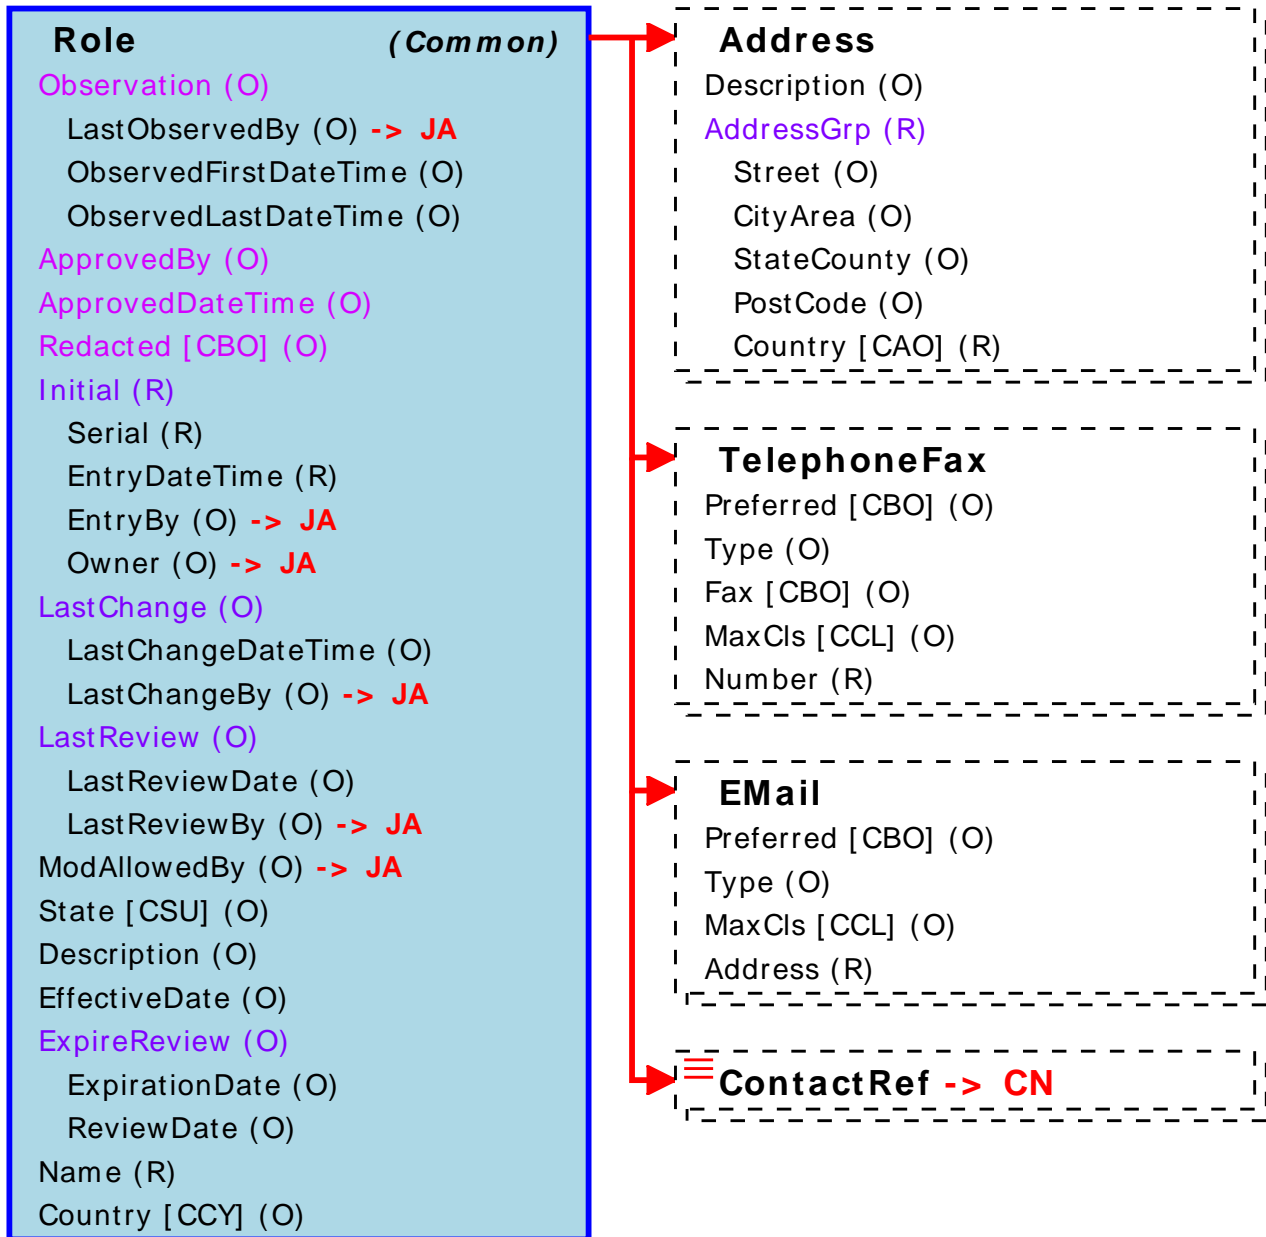 Role (Common)
Observation (O)
LastObservedBy (O) -> JA
ObservedFirstDateTime (O)
ObservedLastDateTime (O)
ApprovedBy (O)
ApprovedDateTime (O)
Redacted [CBO] (O)
Initial (R)
Serial (R)
EntryDateTime (R)
EntryBy (O) -> JA
Owner (O) -> JA
LastChange (O)
LastChangeDateTime (O)
LastChangeBy (O) -> JA
LastReview (O)
LastReviewDate (O)
LastReviewBy (O) -> JA
ModAllowedBy (O) -> JA
State [CSU] (O)
Description (O)
EffectiveDate (O)
ExpireReview (O)
ExpirationDate (O)
ReviewDate (O)
Name (R)
Country [CCY] (O)
Address
Description (O)
AddressGrp (R)
Street (O)
CityArea (O)
StateCounty (O)
PostCode (O)
Country [CAO] (R)
TelephoneFax
Preferred [CBO] (O)
Type (O)
Fax [CBO] (O)
MaxCls [CCL] (O)
Number (R)
EMail
Preferred [CBO] (O)
Type (O)
MaxCls [CCL] (O)
Address (R)
ContactRef -> CN